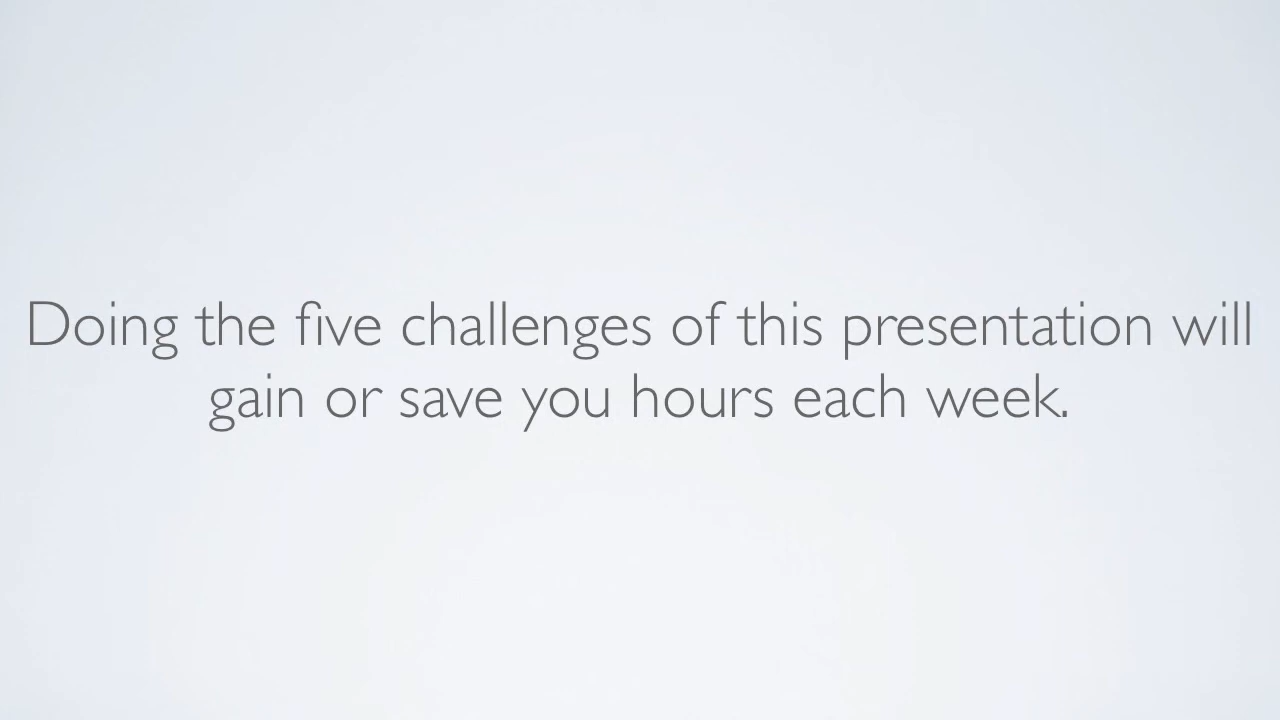 Doing the five challenges of this presentation will
gain or save you hours each week.